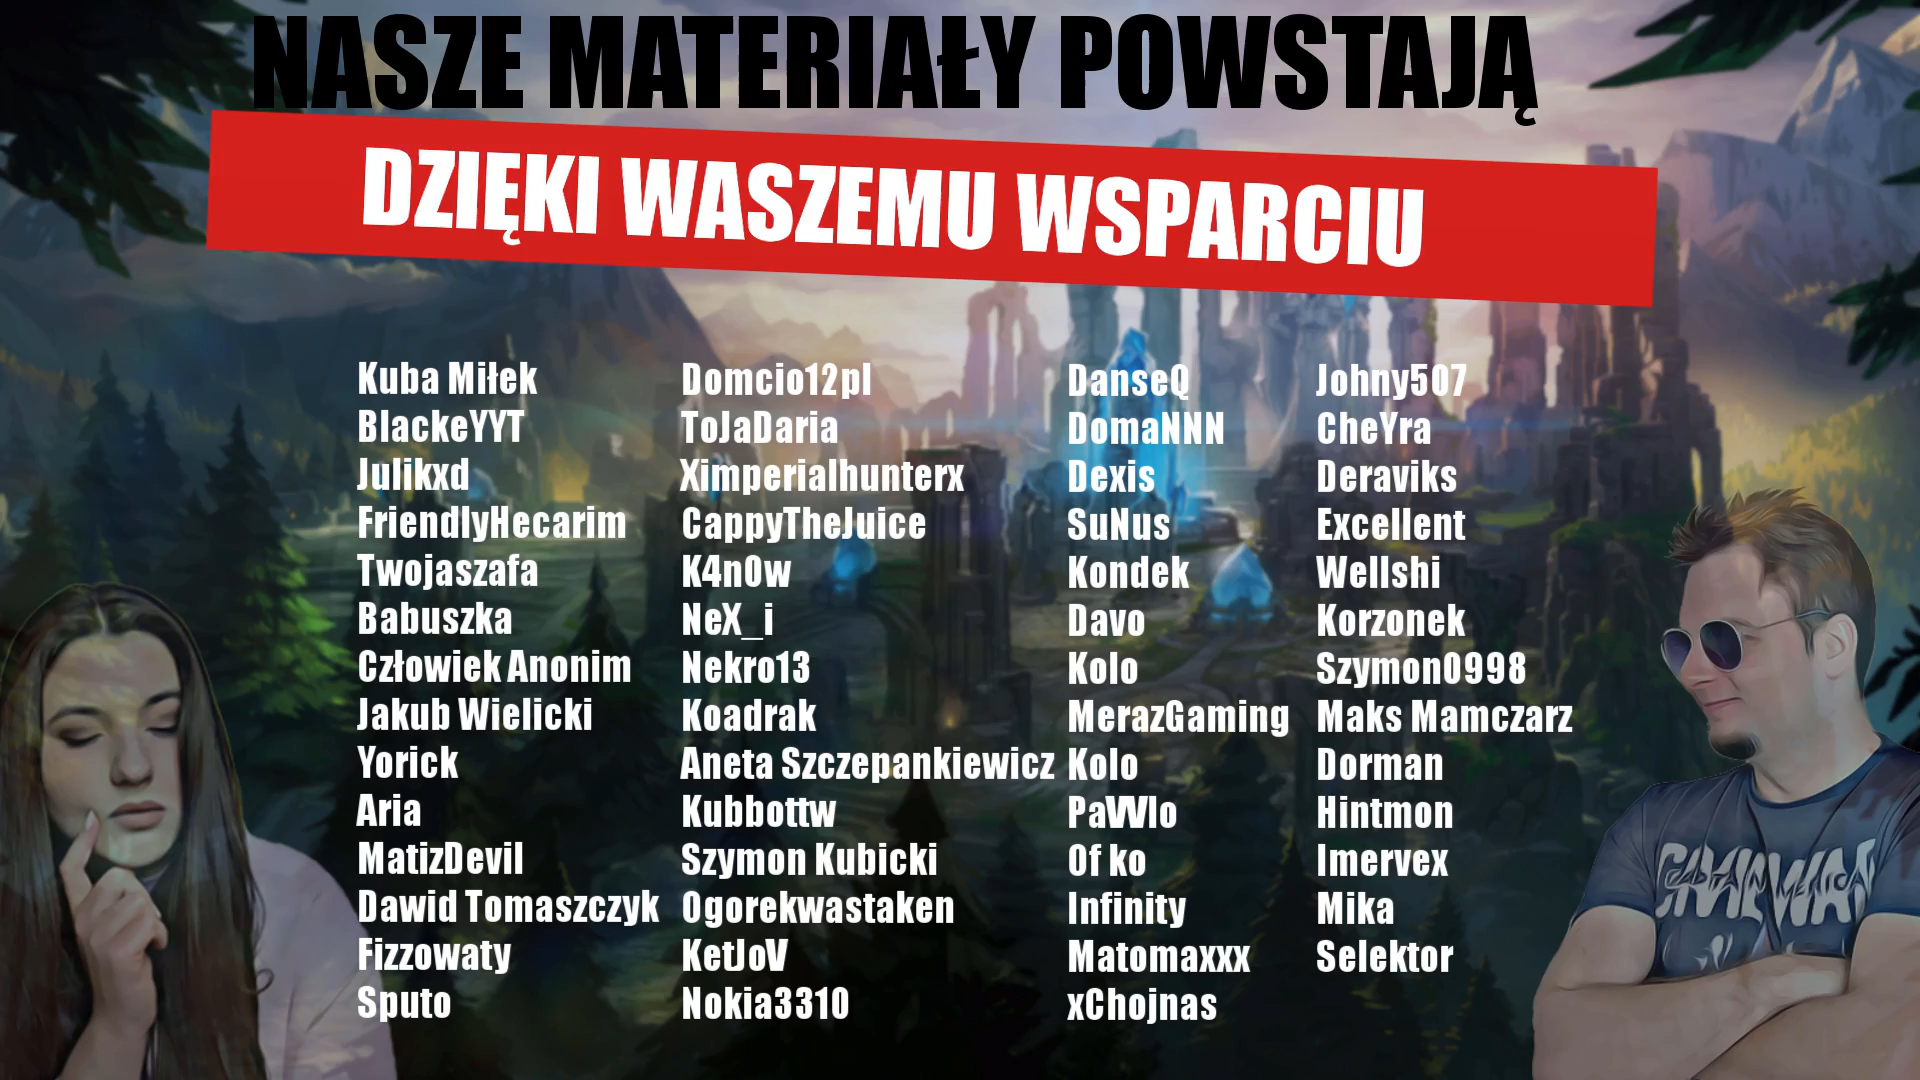 NASZE MATERIAŁY POWSTAJĄ
DZIĘKI WASZEMU WSPARCIU
Kuba Miłek
BlackeYYT
Julikxd
FriendlyHecarim
Twojaszafa
Babuszka
Człowiek Anonim
Jakub Wielicki
Yorick
Aria
MatizDevil
Dawid Tomaszczyk
Fizzowaty
Sputo
Domcio12pl
ToJaDaria
Ximperialhunterx
CappyTheJuice
K4n0w
NeX_i
Nekro13
Koadrak
Aneta Szczepankiewicz
Kubbottw
Szymon Kubicki
Ogorekwastaken
KetJoV
Nokia3310
DanseQ
DomaNNN
Dexis
SuNus
Kondek
Davo
Kolo
MerazGaming
Kolo
PaVVlo
Of ko
Infinity
Matomaxxx
xChojnas
Johny507
CheYra
Deraviks
Excellent
Wellshi
Korzonek
Szymon0998
Maks Mamczarz
Dorman
Hintmon
Imervex
Mika
Selektor